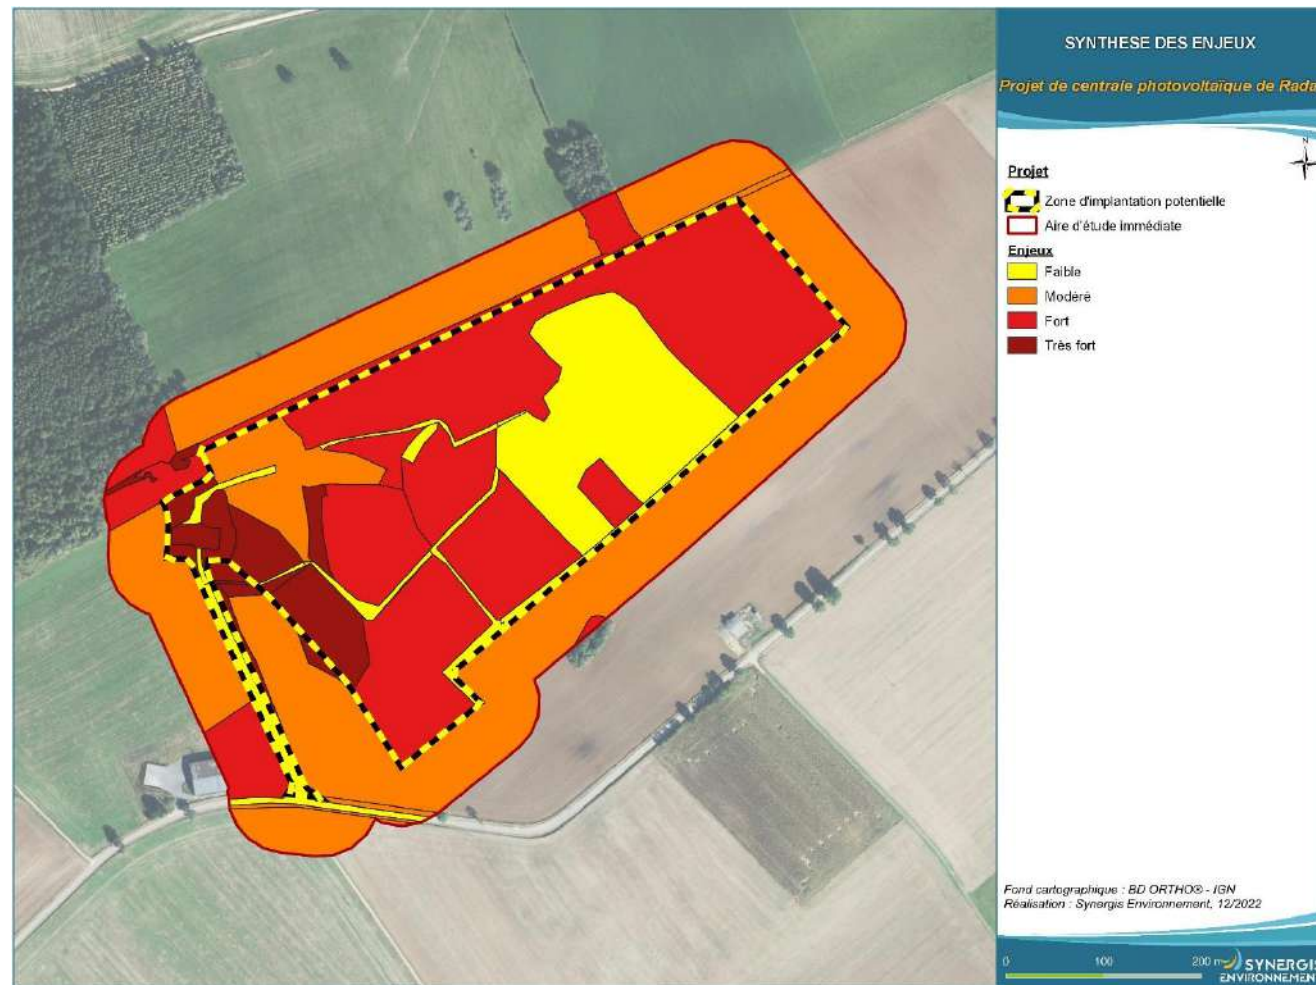 SYNTHESE DES ENJEUX
Projet de centrale photovoltaïque de Rada
N
Projet
Zone d'implantation potentielle
Aire d'étude immédiate
Enjeux
Faible
Modéré
Fort
Très fort
Fond cartographique : BD ORTHO® - IGN
Réalisation : Synergis Environnement, 12/2022
0 100 200 m
SYNERGIS
ENVIRONNEMENT